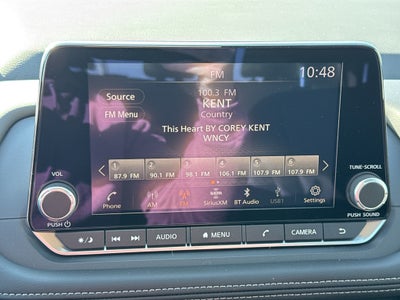 FM
10:48
Source
100.3 FM
KENT
FM Menu
Country
This Heart BY COREY KENT
WNCY
VOL
TUNE•SCROLL
1 2 3 4 5 6
87.9 FM 90.1 FM 98.1 FM 106.1 FM 107.9 FM 107.9 FM
Phone AM FM SiriusXM BT Audio USB1 Settings
PUSH
PUSH SOUND
AUDIO MENU CAMERA